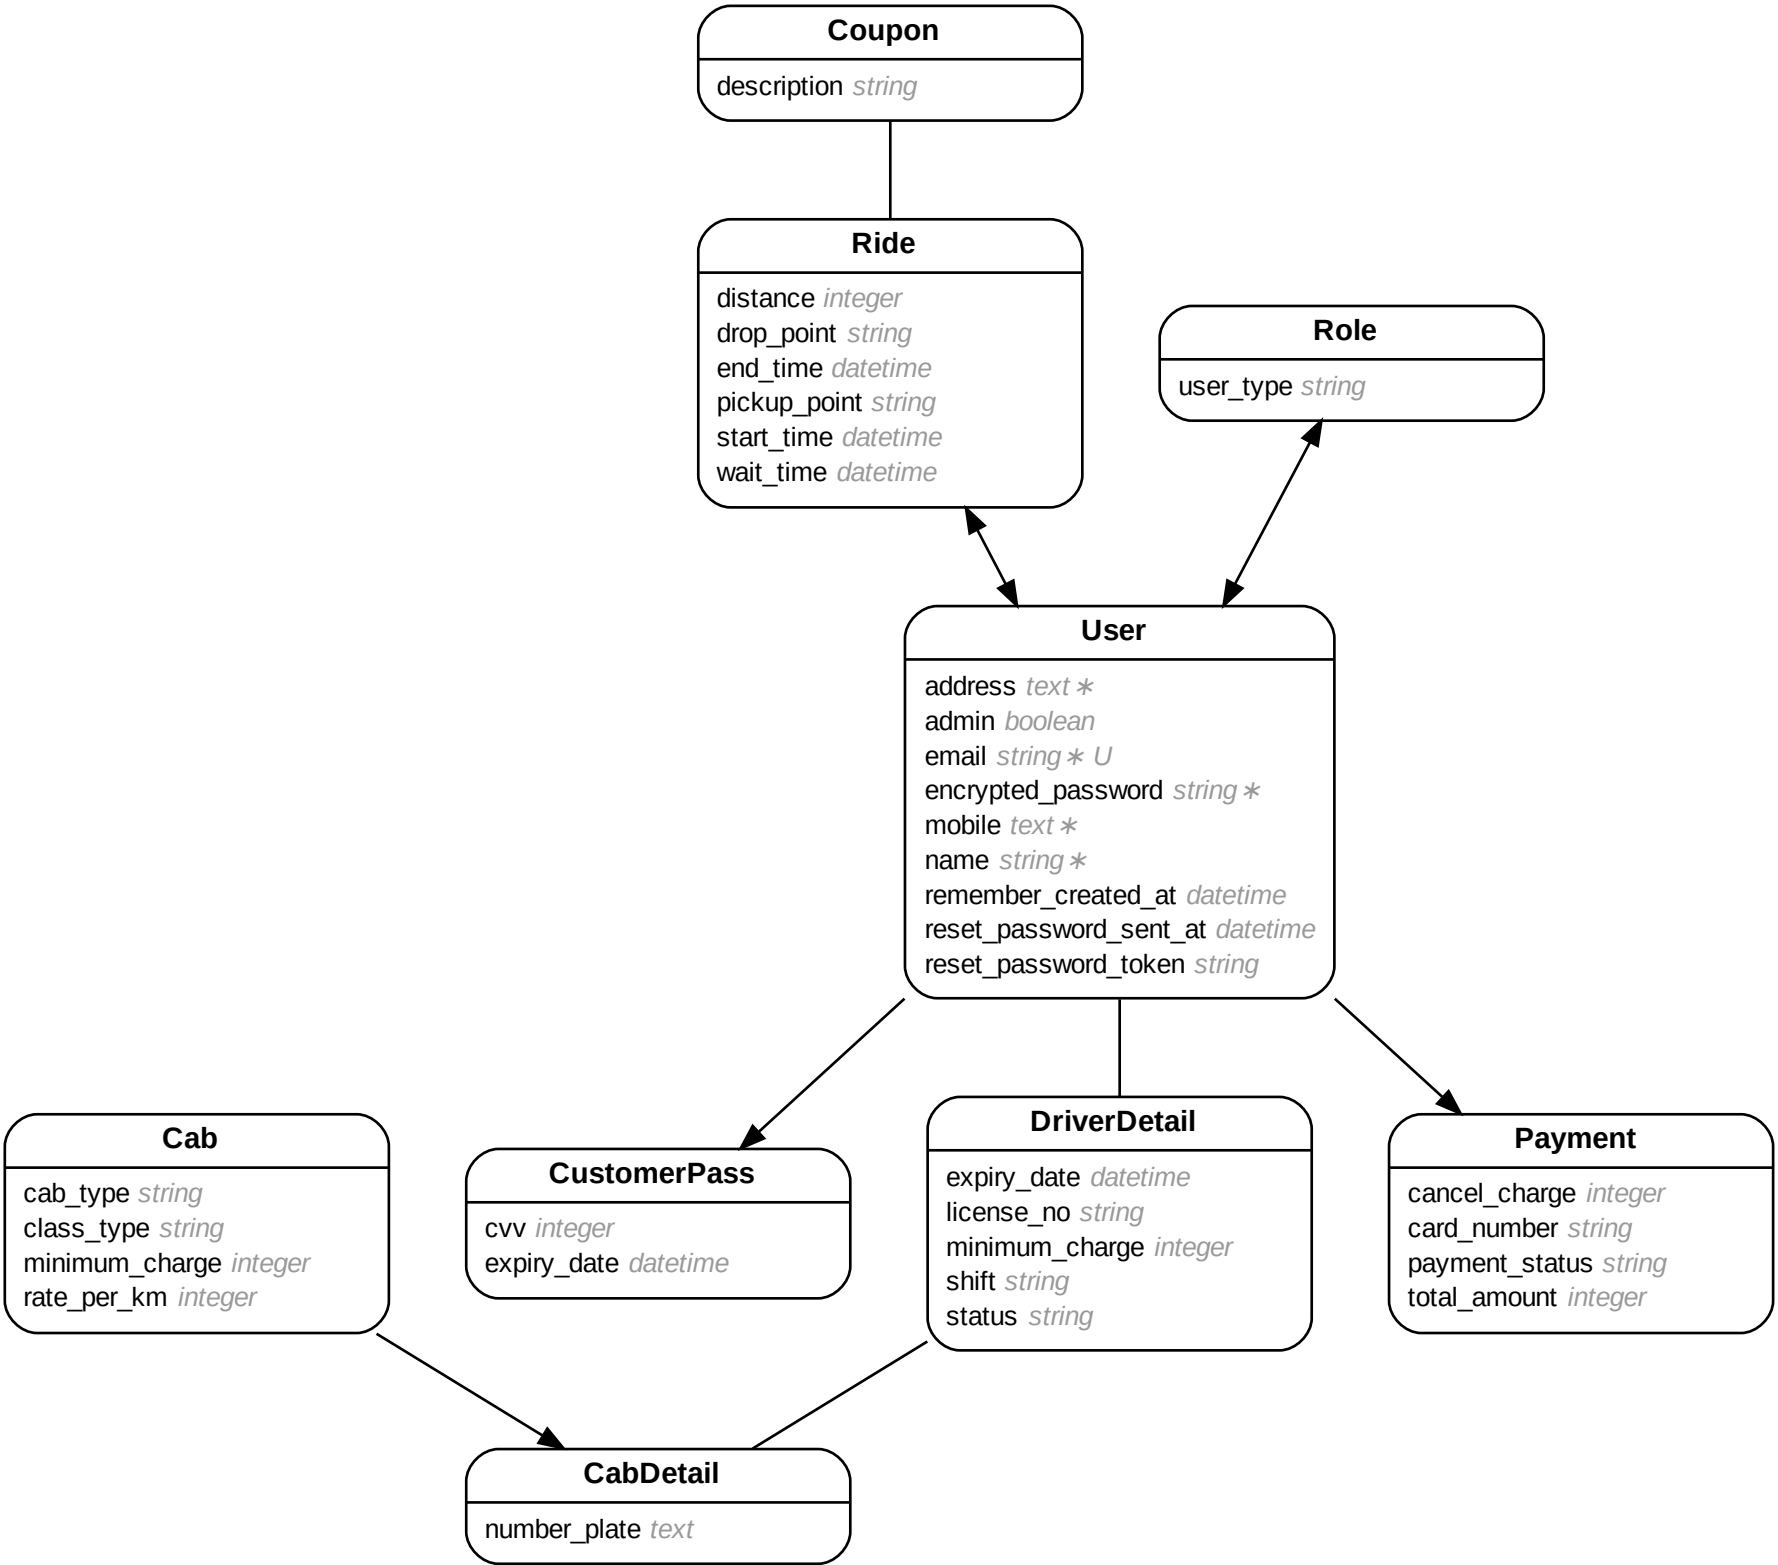 Coupon
description string
Ride
distance integer
drop_point string
end_time datetime
pickup_point string
start_time datetime
wait_time datetime
Role
user_type string
User
address text ∗
admin boolean
email string ∗ U
encrypted_password string ∗
mobile text ∗
name string ∗
remember_created_at datetime
reset_password_sent_at datetime
reset_password_token string
Cab
cab_type string
class_type string
minimum_charge integer
rate_per_km integer
CustomerPass
cvv integer
expiry_date datetime
DriverDetail
expiry_date datetime
license_no string
minimum_charge integer
shift string
status string
Payment
cancel_charge integer
card_number string
payment_status string
total_amount integer
CabDetail
number_plate text